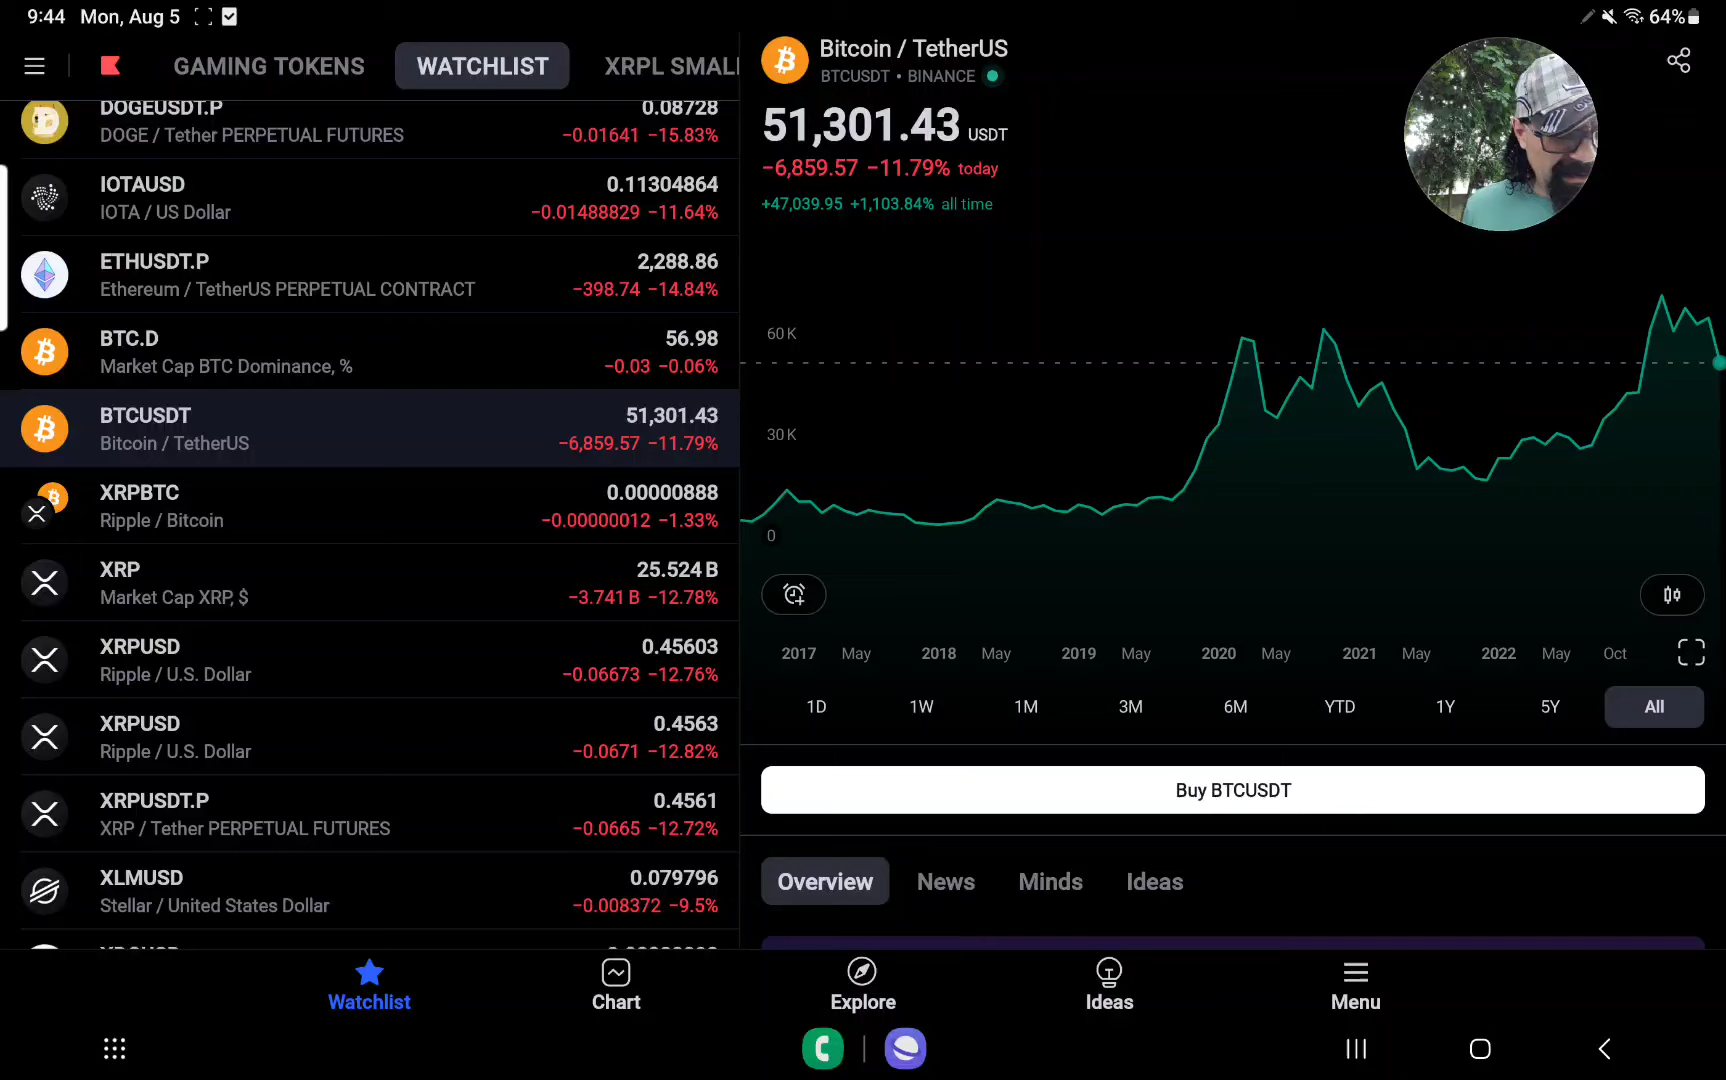 9:44 Mon, Aug 5
64%
GAMING TOKENS
WATCHLIST
XRPL SMAL
DOGEUSDT.P 0.08728
DOGE / Tether PERPETUAL FUTURES −0.01641 −15.83%
IOTAUSD 0.11304864
IOTA / US Dollar −0.01488829 −11.64%
ETHUSDT.P 2,288.86
Ethereum / TetherUS PERPETUAL CONTRACT −398.74 −14.84%
BTC.D 56.98
Market Cap BTC Dominance, % −0.03 −0.06%
BTCUSDT 51,301.43
Bitcoin / TetherUS −6,859.57 −11.79%
XRPBTC 0.00000888
Ripple / Bitcoin −0.00000012 −1.33%
XRP 25.524 B
Market Cap XRP, $ −3.741 B −12.78%
XRPUSD 0.45603
Ripple / U.S. Dollar −0.06673 −12.76%
XRPUSD 0.4563
Ripple / U.S. Dollar −0.0671 −12.82%
XRPUSDT.P 0.4561
XRP / Tether PERPETUAL FUTURES −0.0665 −12.72%
XLMUSD 0.079796
Stellar / United States Dollar −0.008372 −9.5%
Bitcoin / TetherUS
BTCUSDT • BINANCE
51,301.43 USDT
−6,859.57 −11.79% today
+47,039.95 +1,103.84% all time
60 K
30 K
0
2017 May 2018 May 2019 May 2020 May 2021 May 2022 May Oct
1D 1W 1M 3M 6M YTD 1Y 5Y All
Buy BTCUSDT
Overview News Minds Ideas
Watchlist Chart Explore Ideas Menu